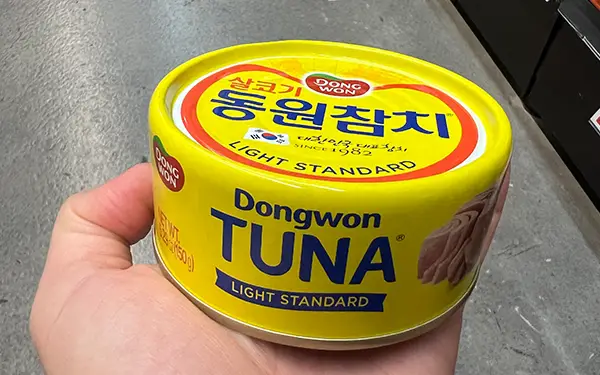 DONG
WON
살코기
동원참치®
대한민국 대표참치
SINCE 1982
LIGHT STANDARD
DONG
WON
Dongwon
TUNA®
LIGHT STANDARD
NET WT
(150g)